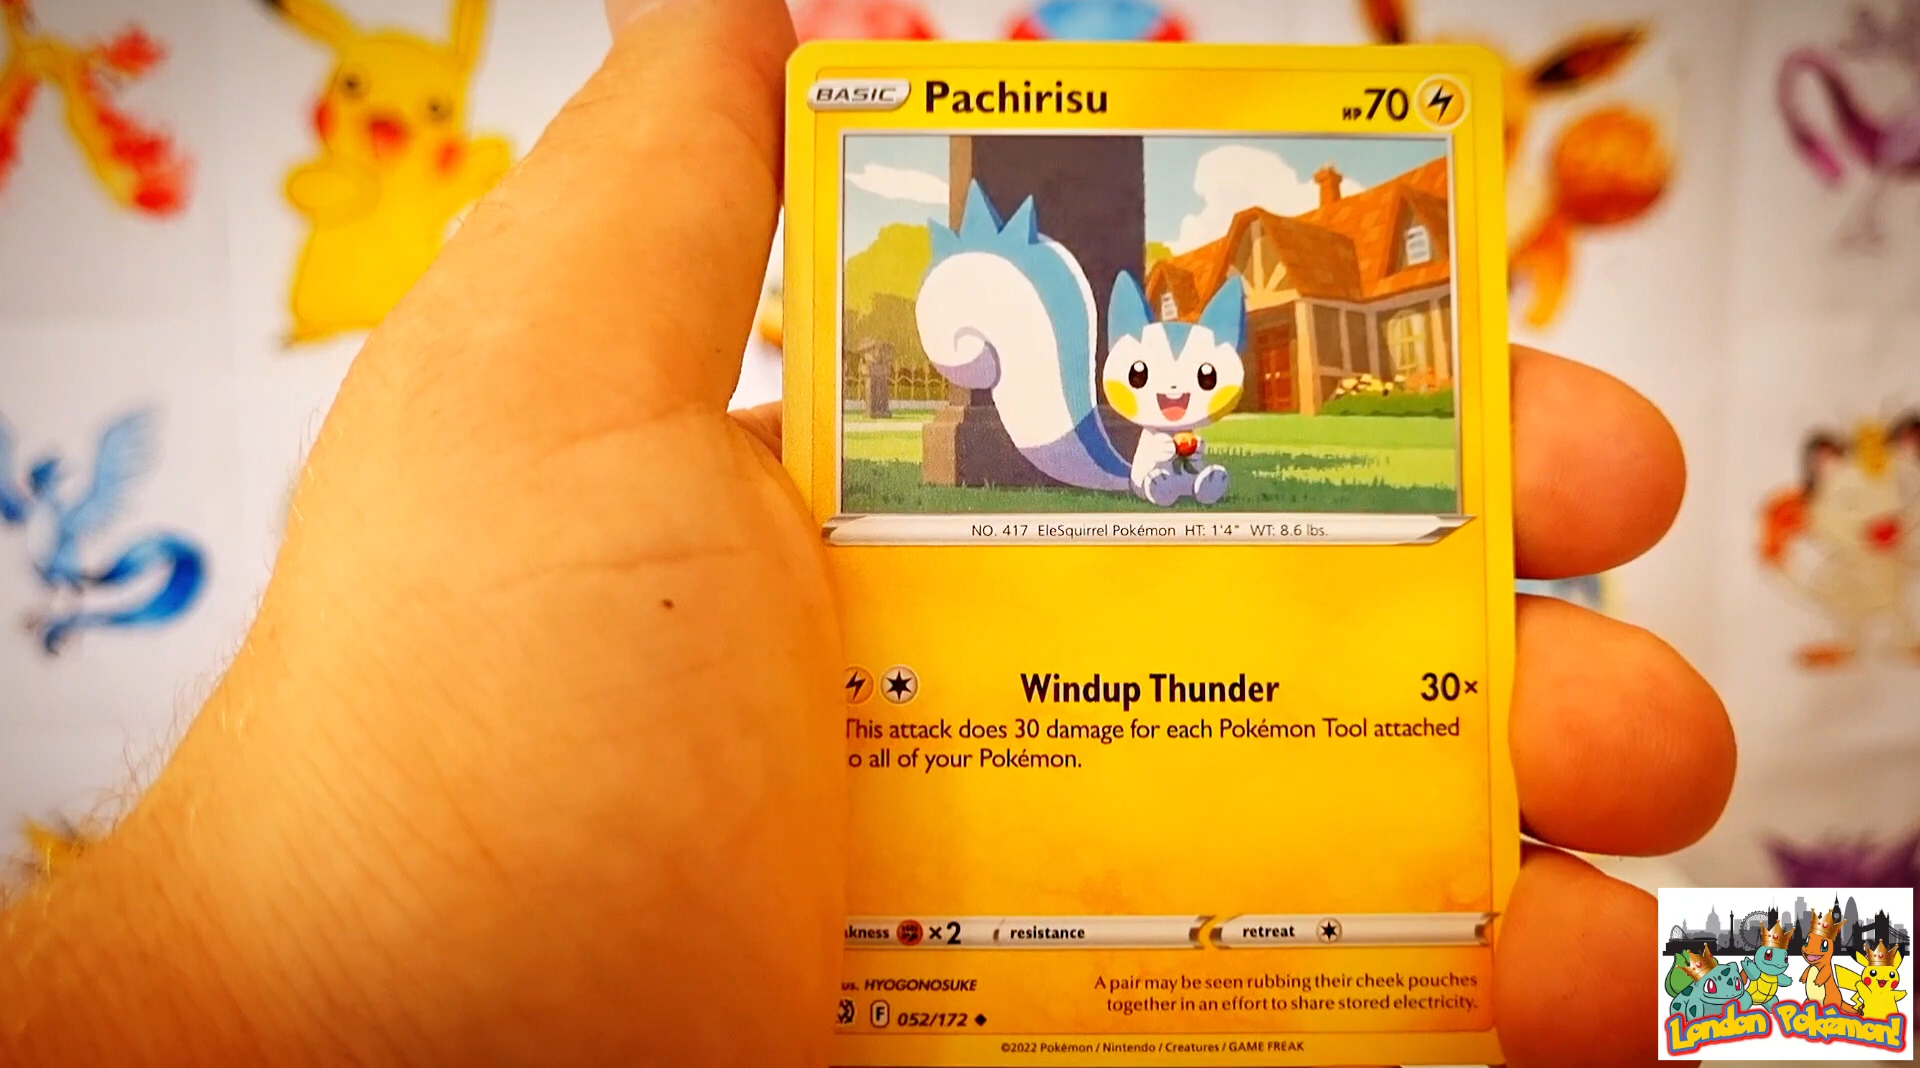 BASIC Pachirisu HP 70
NO. 417 EleSquirrel Pokémon HT: 1'4" WT: 8.6 lbs.
Windup Thunder 30×
This attack does 30 damage for each Pokémon Tool attached
o all of your Pokémon.
kness ×2 resistance retreat
us. HYOGONOSUKE
A pair may be seen rubbing their cheek pouches
together in an effort to share stored electricity.
F 052/172
©2022 Pokémon / Nintendo / Creatures / GAME FREAK
London Pokémon!